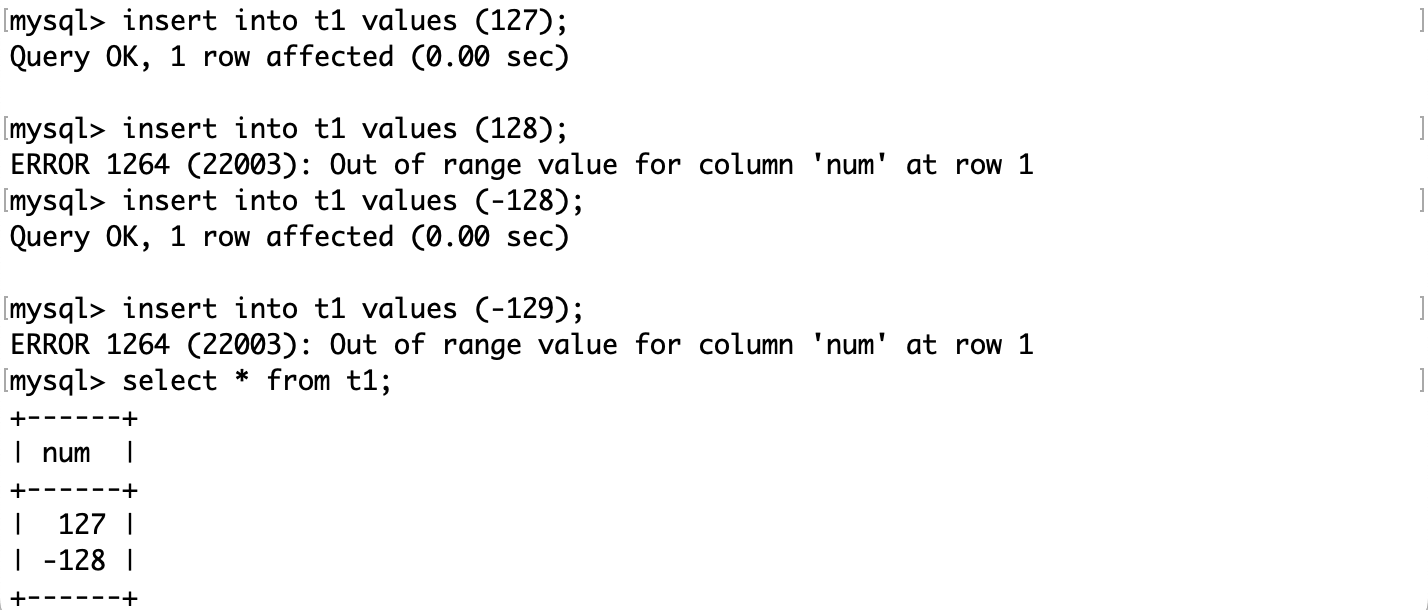 [mysql> insert into t1 values (127);                                                     ]
Query OK, 1 row affected (0.00 sec)

[mysql> insert into t1 values (128);                                                     ]
ERROR 1264 (22003): Out of range value for column 'num' at row 1
[mysql> insert into t1 values (-128);                                                    ]
Query OK, 1 row affected (0.00 sec)

[mysql> insert into t1 values (-129);                                                    ]
ERROR 1264 (22003): Out of range value for column 'num' at row 1
[mysql> select * from t1;                                                                ]
+------+
| num  |
+------+
|  127 |
| -128 |
+------+